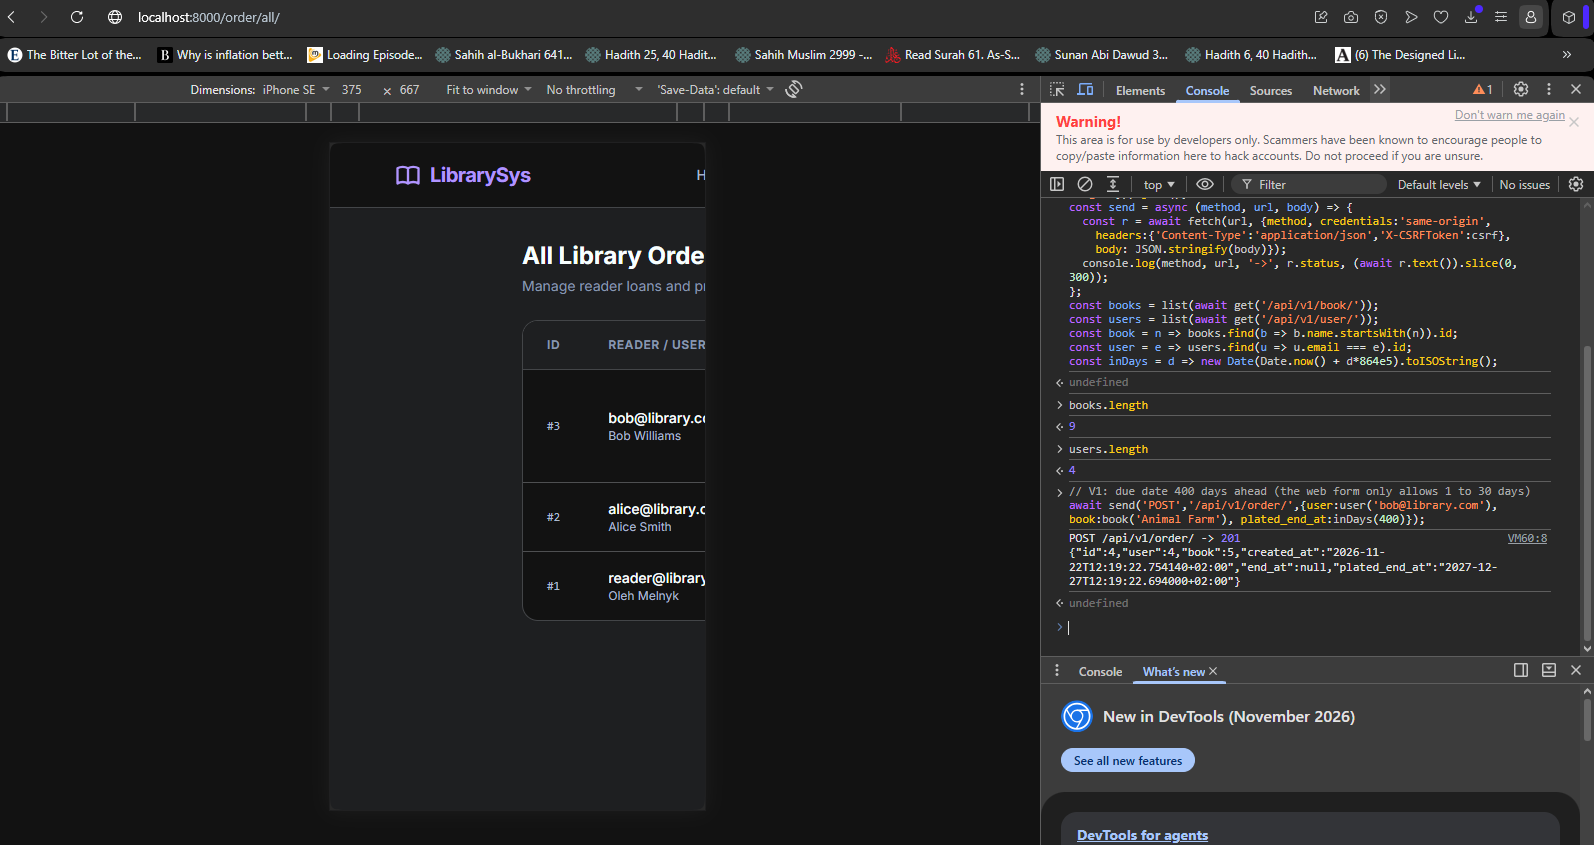 localhost:8000/order/all/
The Bitter Lot of the...
Why is inflation bett...
Loading Episode...
Sahih al-Bukhari 641...
Hadith 25, 40 Hadit...
Sahih Muslim 2999 -...
Read Surah 61. As-S...
Sunan Abi Dawud 3...
Hadith 6, 40 Hadith...
(6) The Designed Li...
Dimensions: iPhone SE 375 × 667 Fit to window No throttling 'Save-Data': default
LibrarySys
H
All Library Orde
Manage reader loans and pr
ID READER / USER
#3
bob@library.co
Bob Williams
#2
alice@library.c
Alice Smith
#1
reader@library
Oleh Melnyk
Elements Console Sources Network 1
Don't warn me again
Warning!
This area is for use by developers only. Scammers have been known to encourage people to
copy/paste information here to hack accounts. Do not proceed if you are unsure.
top Filter Default levels No issues
const send = async (method, url, body) => {
const r = await fetch(url, {method, credentials:'same-origin',
headers:{'Content-Type':'application/json','X-CSRFToken':csrf},
body: JSON.stringify(body)});
console.log(method, url, '->', r.status, (await r.text()).slice(0,
300));
};
const books = list(await get('/api/v1/book/'));
const users = list(await get('/api/v1/user/'));
const book = n => books.find(b => b.name.startsWith(n)).id;
const user = e => users.find(u => u.email === e).id;
const inDays = d => new Date(Date.now() + d*864e5).toISOString();
undefined
books.length
9
users.length
4
// V1: due date 400 days ahead (the web form only allows 1 to 30 days)
await send('POST','/api/v1/order/',{user:user('bob@library.com'),
book:book('Animal Farm'), plated_end_at:inDays(400)});
POST /api/v1/order/ -> 201
VM60:8
{"id":4,"user":4,"book":5,"created_at":"2026-11-
22T12:19:22.754140+02:00","end_at":null,"plated_end_at":"2027-12-
27T12:19:22.694000+02:00"}
undefined
Console What's new
New in DevTools (November 2026)
See all new features
DevTools for agents